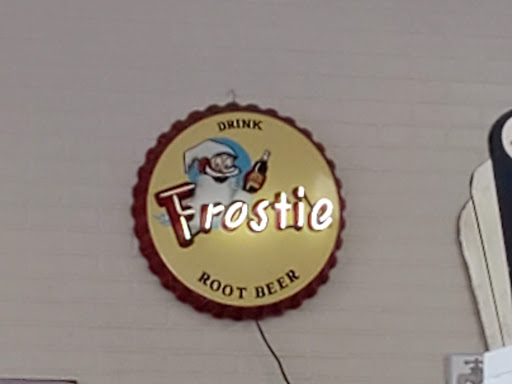 DRINK
Frostie
ROOT BEER